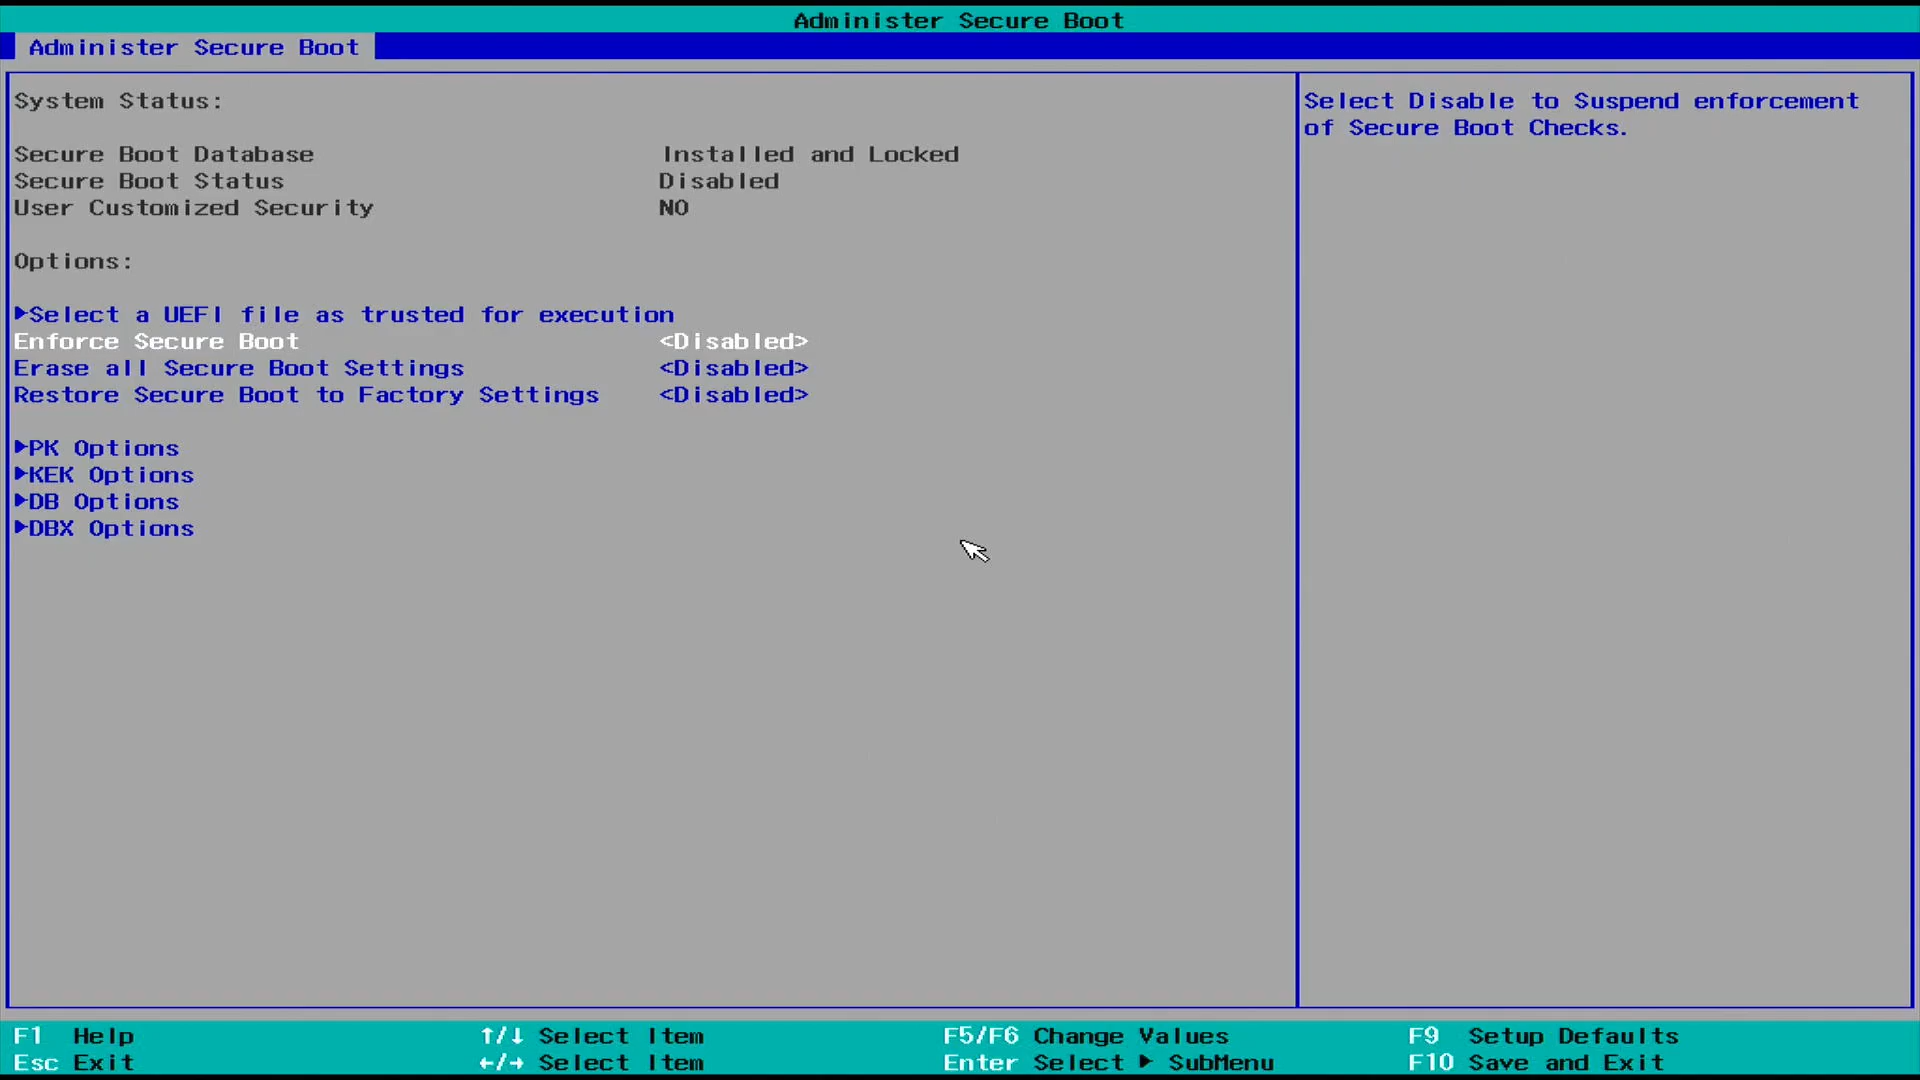 Administer Secure Boot
Administer Secure Boot
System Status:
Secure Boot Database Installed and Locked
Secure Boot Status Disabled
User Customized Security NO
Options:
▶Select a UEFI file as trusted for execution
Enforce Secure Boot <Disabled>
Erase all Secure Boot Settings <Disabled>
Restore Secure Boot to Factory Settings <Disabled>
▶PK Options
▶KEK Options
▶DB Options
▶DBX Options
Select Disable to Suspend enforcement
of Secure Boot Checks.
F1 Help ↑/↓ Select Item F5/F6 Change Values F9 Setup Defaults
Esc Exit ←/→ Select Item Enter Select ▶ SubMenu F10 Save and Exit